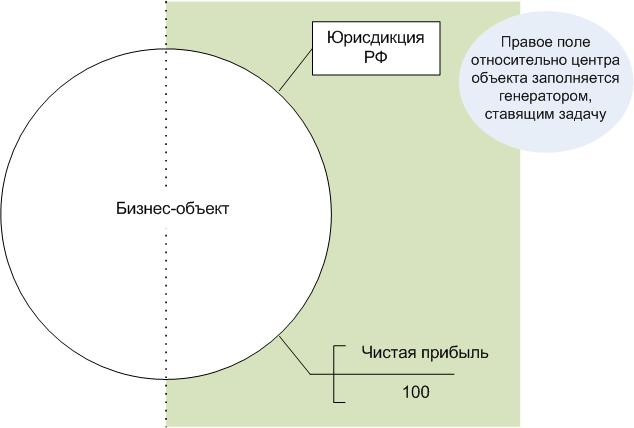 Юрисдикция
РФ
Правое поле
относительно центра
объекта заполняется
генератором,
ставящим задачу
Бизнес-объект
Чистая прибыль
100